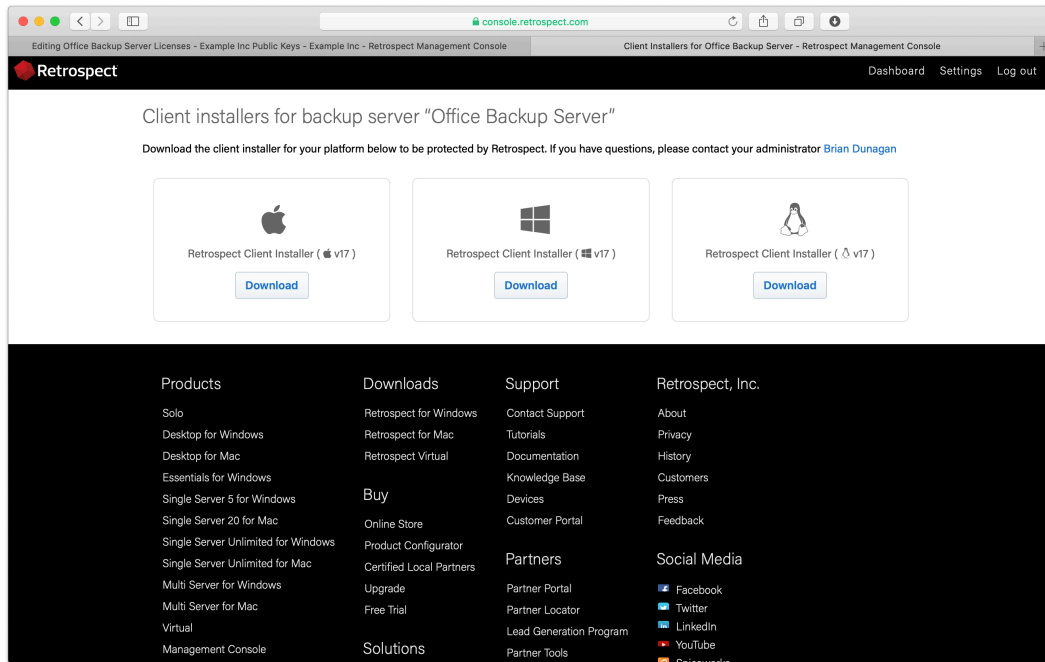 console.retrospect.com
Editing Office Backup Server Licenses - Example Inc Public Keys - Example Inc - Retrospect Management Console
Client Installers for Office Backup Server - Retrospect Management Console
Retrospect
Dashboard Settings Log out
Client installers for backup server “Office Backup Server”
Download the client installer for your platform below to be protected by Retrospect. If you have questions, please contact your administrator Brian Dunagan
Retrospect Client Installer ( v17 )
Download
Retrospect Client Installer ( v17 )
Download
Retrospect Client Installer ( v17 )
Download
Products
Solo
Desktop for Windows
Desktop for Mac
Essentials for Windows
Single Server 5 for Windows
Single Server 20 for Mac
Single Server Unlimited for Windows
Single Server Unlimited for Mac
Multi Server for Windows
Multi Server for Mac
Virtual
Management Console
Downloads
Retrospect for Windows
Retrospect for Mac
Retrospect Virtual
Buy
Online Store
Product Configurator
Certified Local Partners
Upgrade
Free Trial
Solutions
Support
Contact Support
Tutorials
Documentation
Knowledge Base
Devices
Customer Portal
Partners
Partner Portal
Partner Locator
Lead Generation Program
Partner Tools
Retrospect, Inc.
About
Privacy
History
Customers
Press
Feedback
Social Media
Facebook
Twitter
LinkedIn
YouTube